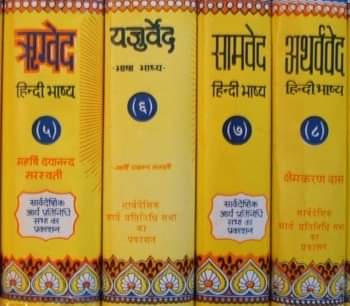 ऋग्वेद
हिन्दी भाष्य
(५)
महर्षि दयानन्द
सरस्वती
सार्वदेशिक
आर्य प्रतिनिधि
सभा का
प्रकाशन
यजुर्वेद
भाषा भाष्य
(६)
सार्वदेशिक
आर्य प्रतिनिधि सभा
का
प्रकाशन
सामवेद
हिन्दी भाष्य
(७)
सार्वदेशिक
आर्य प्रतिनिधि
सभा का
प्रकाशन
अथर्ववेद
हिन्दी भाष्य
(८)
क्षेमकरण दास
सार्वदेशिक
आर्य प्रतिनिधि सभा
का
प्रकाशन